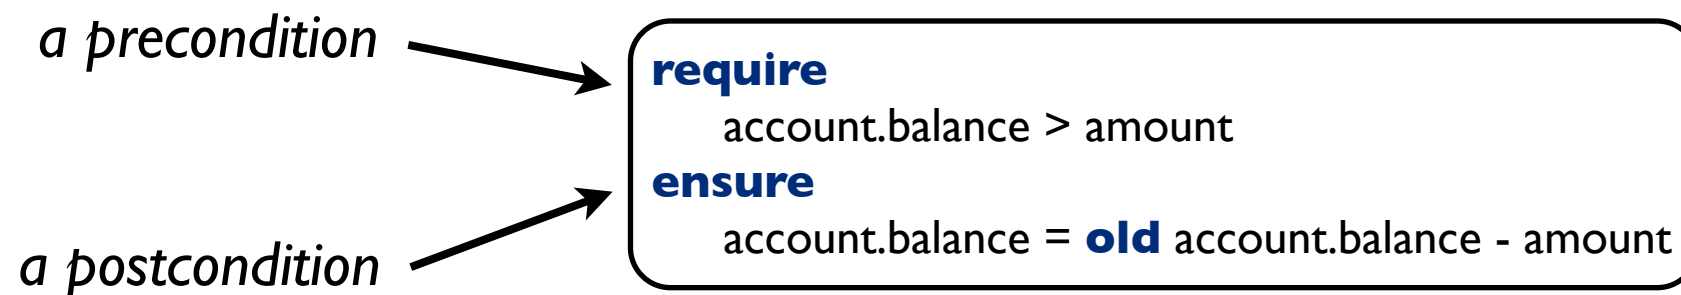 a precondition
require
account.balance > amount
ensure
account.balance = old account.balance - amount
a postcondition